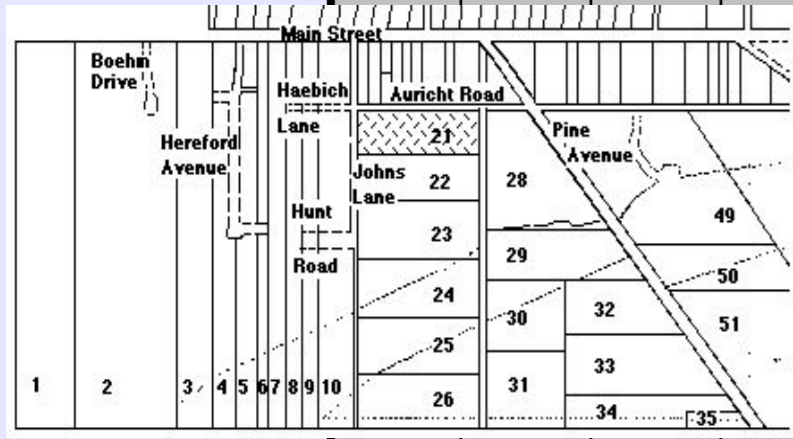 Main Street
Boehm
Drive
Haebich
Lane
Auricht Road
Hereford
Avenue
Pine
Avenue
Johns
Lane
Hunt
Road
21
22
23
24
25
26
28
29
30
31
32
33
34
35
49
50
51
1
2
3
4
5
6
7
8
9
10